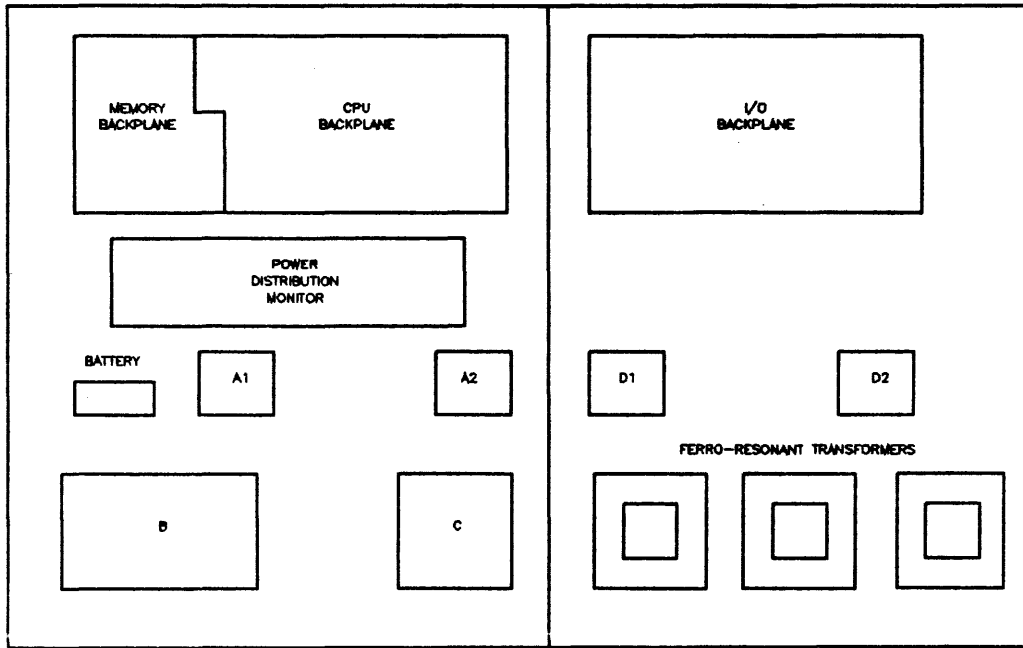 MEMORY
BACKPLANE
CPU
BACKPLANE
I/O
BACKPLANE
POWER
DISTRIBUTION
MONITOR
BATTERY
A1
A2
D1
D2
FERRO-RESONANT TRANSFORMERS
B
C